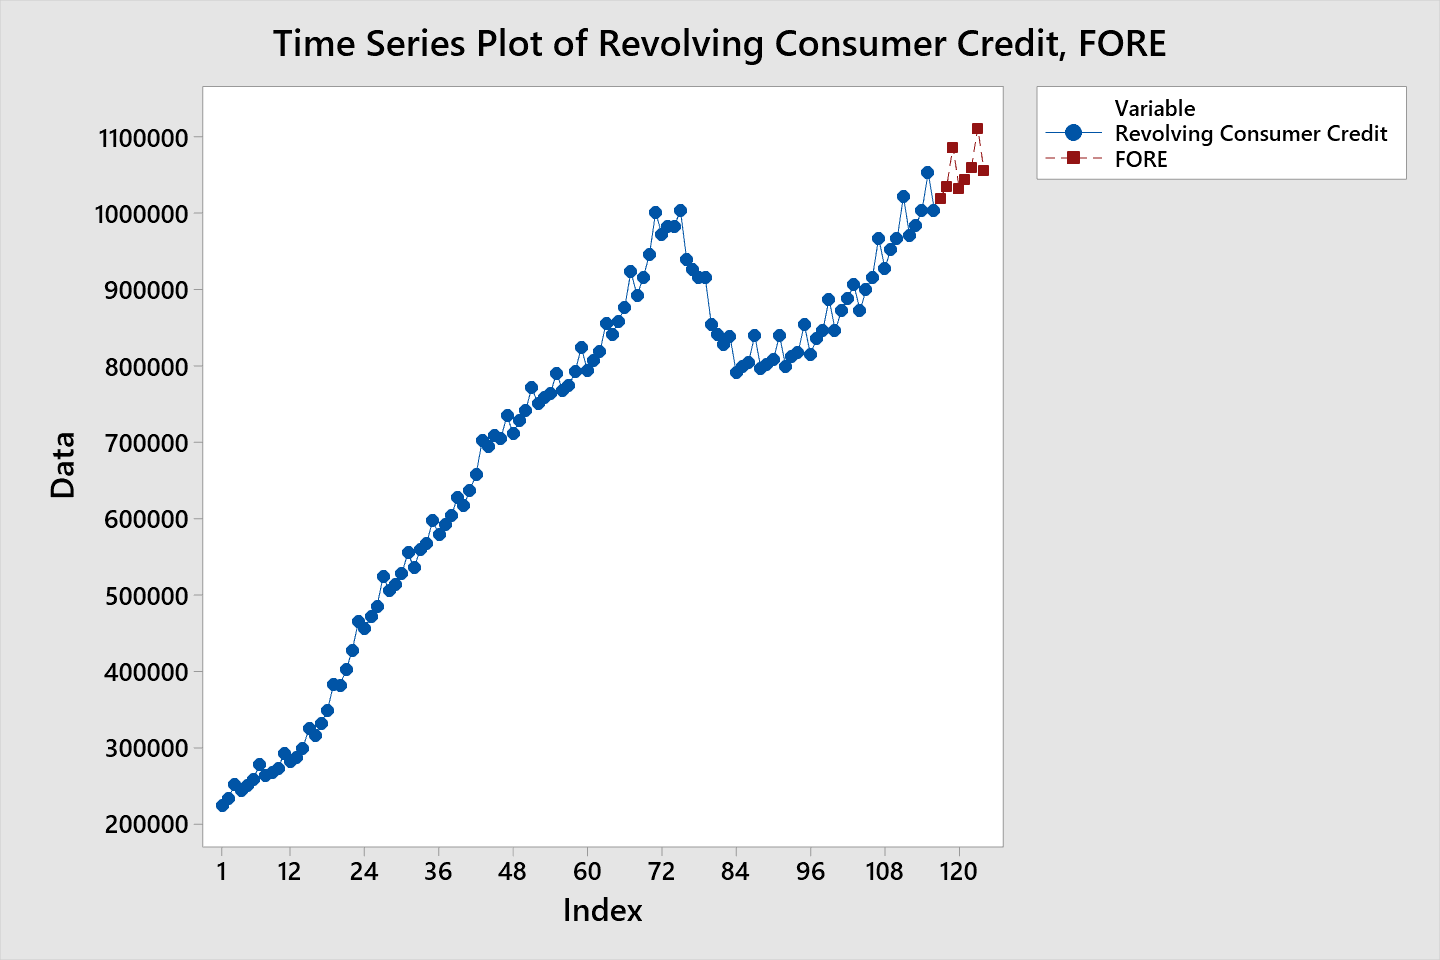 Time Series Plot of Revolving Consumer Credit, FORE
Variable
Revolving Consumer Credit
FORE
1100000
1000000
900000
800000
700000
600000
500000
400000
300000
200000
Data
1 12 24 36 48 60 72 84 96 108 120
Index